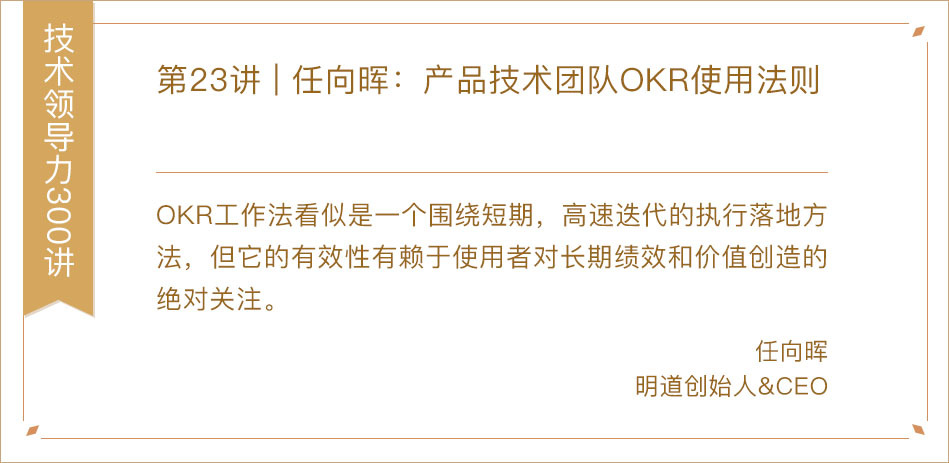 技术领导力300讲
第23讲 | 任向晖：产品技术团队OKR使用法则
OKR工作法看似是一个围绕短期，高速迭代的执行落地方
法，但它的有效性有赖于使用者对长期绩效和价值创造的
绝对关注。
任向晖
明道创始人&CEO